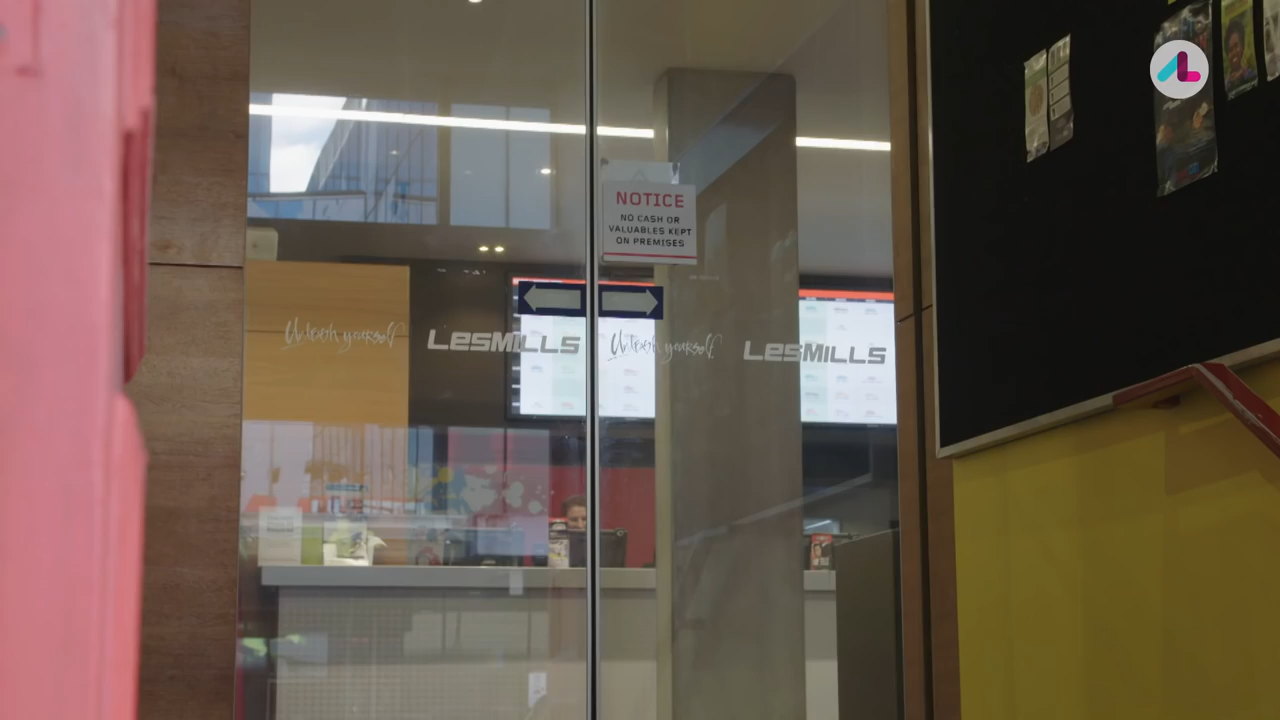 NOTICE
NO CASH OR
VALUABLES KEPT
ON PREMISES
Unleash yourself
LESMILLS
Unleash yourself
LESMILLS